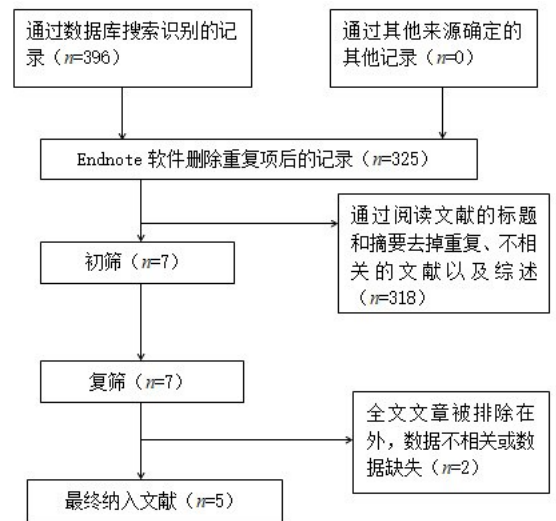 通过数据库搜索识别的记
录（n=396）
通过其他来源确定的
其他记录（n=0）
Endnote 软件删除重复项后的记录（n=325）
通过阅读文献的标题
和摘要去掉重复、不相
关的文献以及综述
（n=318）
初筛（n=7）
复筛（n=7）
全文文章被排除在
外，数据不相关或数
据缺失（n=2）
最终纳入文献（n=5）